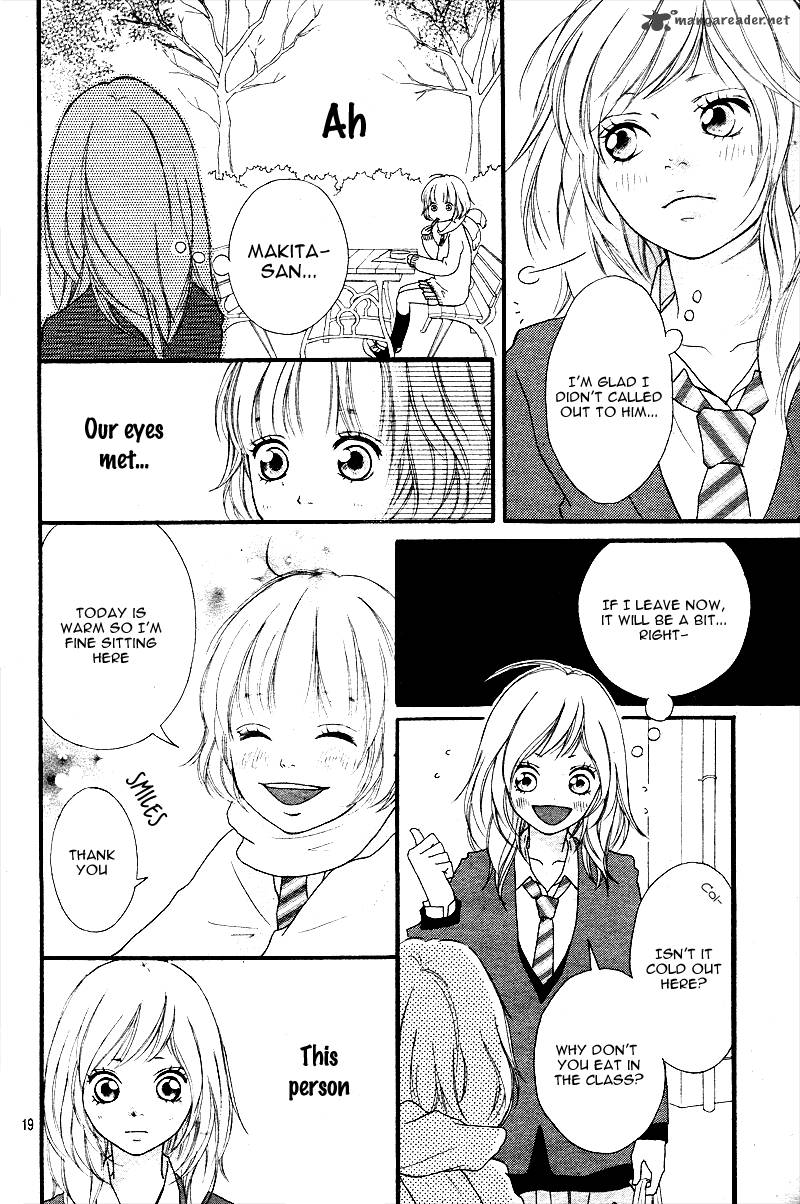 mangareader.net
I'M GLAD I
DIDN'T CALLED
OUT TO HIM...
Ah
MAKITA-
SAN...
Our eyes
met...
IF I LEAVE NOW,
IT WILL BE A BIT...
RIGHT-
COL-
ISN'T IT
COLD OUT
HERE?
WHY DON'T
YOU EAT IN
THE CLASS?
TODAY IS
WARM SO I'M
FINE SITTING
HERE
SMILES
THANK
YOU
This
person
19